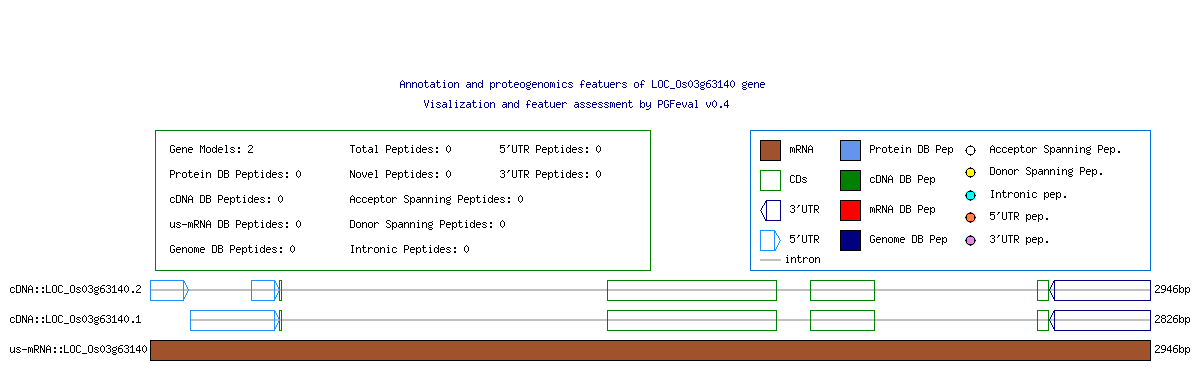 Annotation and proteogenomics featuers of LOC_Os03g63140 gene
Visalization and featuer assessment by PGFeval v0.4
Gene Models: 2 Total Peptides: 0 5'UTR Peptides: 0
Protein DB Peptides: 0 Novel Peptides: 0 3'UTR Peptides: 0
cDNA DB Peptides: 0 Acceptor Spanning Peptides: 0
us-mRNA DB Peptides: 0 Donor Spanning Peptides: 0
Genome DB Peptides: 0 Intronic Peptides: 0
mRNA Protein DB Pep Acceptor Spanning Pep.
CDs cDNA DB Pep Donor Spanning Pep.
3'UTR mRNA DB Pep Intronic pep.
5'UTR Genome DB Pep 5'UTR pep.
intron 3'UTR pep.
cDNA::LOC_Os03g63140.2 2946bp
cDNA::LOC_Os03g63140.1 2826bp
us-mRNA::LOC_Os03g63140 2946bp